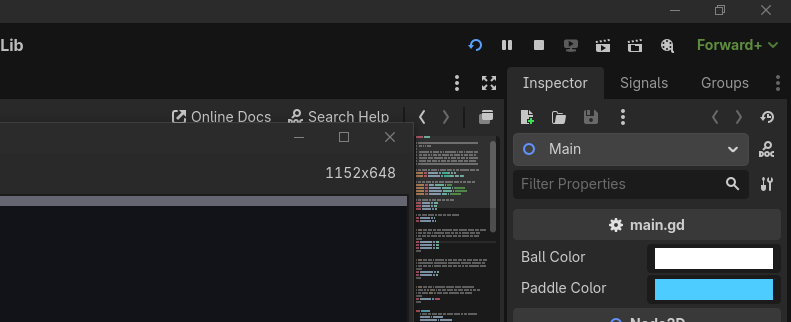 Lib
Forward+
Inspector
Signals
Groups
Online Docs
Search Help
1152x648
Main
DOC
Filter Properties
main.gd
Ball Color
Paddle Color
Node2D